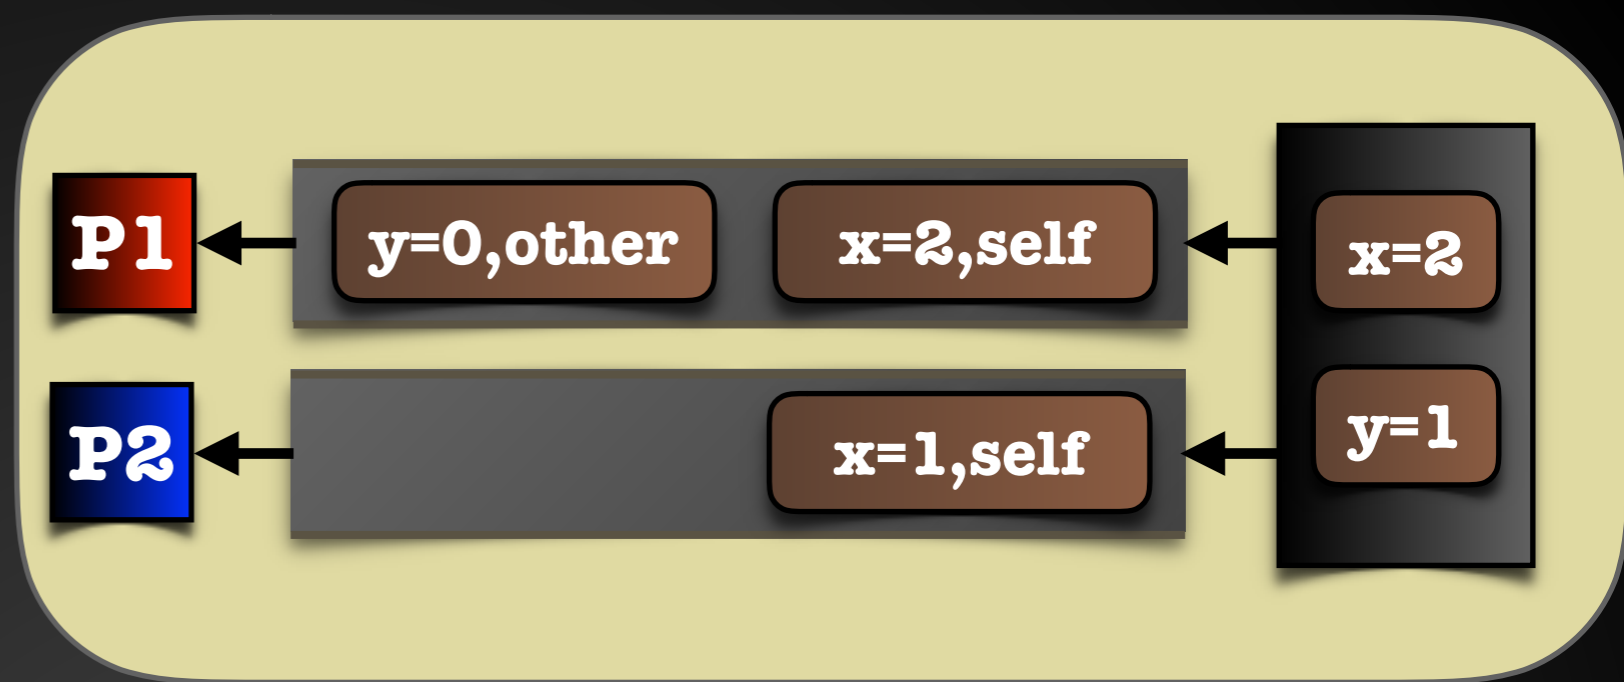 P1
y=0,other
x=2,self
x=2
P2
x=1,self
y=1